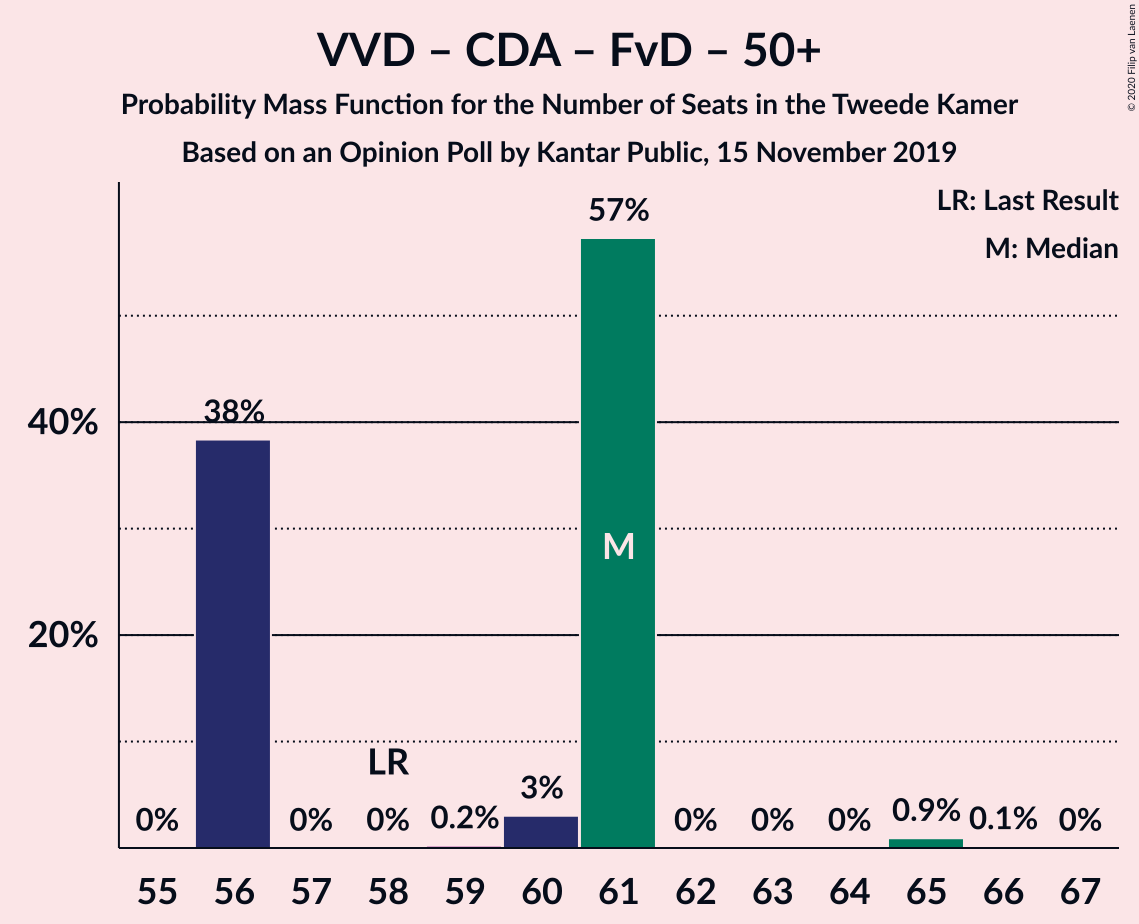 VVD – CDA – FvD – 50+
Probability Mass Function for the Number of Seats in the Tweede Kamer
Based on an Opinion Poll by Kantar Public, 15 November 2019
© 2020 Filip van Laenen
LR: Last Result
M: Median
57%
40%
38%
M
20%
LR
0%
0%
0%
0.2%
3%
0%
0%
0%
0.9%
0.1%
0%
55 56 57 58 59 60 61 62 63 64 65 66 67